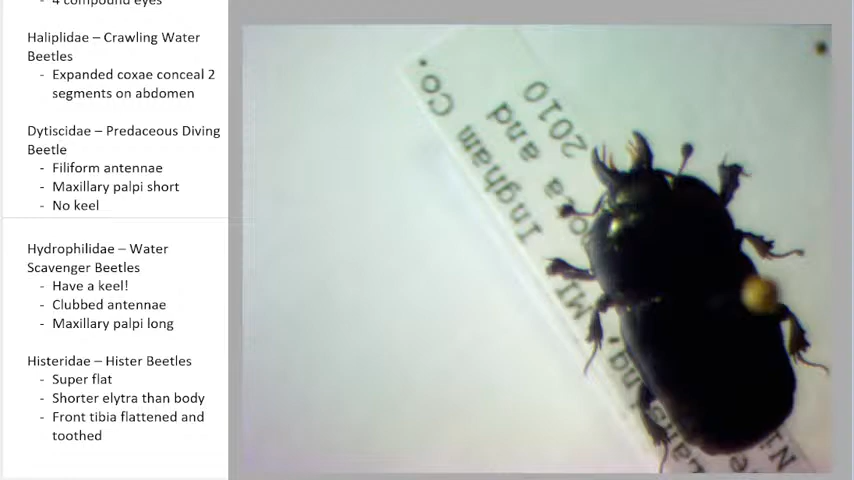 - 4 compound eyes
Haliplidae – Crawling Water
Beetles
- Expanded coxae conceal 2
segments on abdomen
Dytiscidae – Predaceous Diving
Beetle
- Filiform antennae
- Maxillary palpi short
- No keel
Hydrophilidae – Water
Scavenger Beetles
- Have a keel!
- Clubbed antennae
- Maxillary palpi long
Histeridae – Hister Beetles
- Super flat
- Shorter elytra than body
- Front tibia flattened and
toothed
MI, Ingham Co.
and
2010